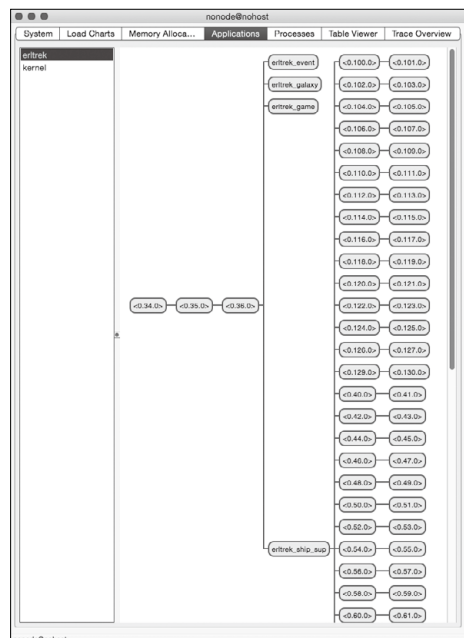 nonode@nohost
System Load Charts Memory Alloca... Applications Processes Table Viewer Trace Overview
erltrek
kernel
erltrek_event <0.100.0> <0.101.0>
erltrek_galaxy <0.102.0> <0.103.0>
erltrek_game <0.104.0> <0.105.0>
<0.106.0> <0.107.0>
<0.108.0> <0.109.0>
<0.110.0> <0.111.0>
<0.112.0> <0.113.0>
<0.114.0> <0.115.0>
<0.116.0> <0.117.0>
<0.118.0> <0.119.0>
<0.120.0> <0.121.0>
<0.34.0> <0.35.0> <0.36.0> <0.122.0> <0.123.0>
<0.124.0> <0.125.0>
<0.126.0> <0.127.0>
<0.129.0> <0.130.0>
<0.40.0> <0.41.0>
<0.42.0> <0.43.0>
<0.44.0> <0.45.0>
<0.46.0> <0.47.0>
<0.48.0> <0.49.0>
<0.50.0> <0.51.0>
<0.52.0> <0.53.0>
erltrek_ship_sup <0.54.0> <0.55.0>
<0.56.0> <0.57.0>
<0.58.0> <0.59.0>
<0.60.0> <0.61.0>